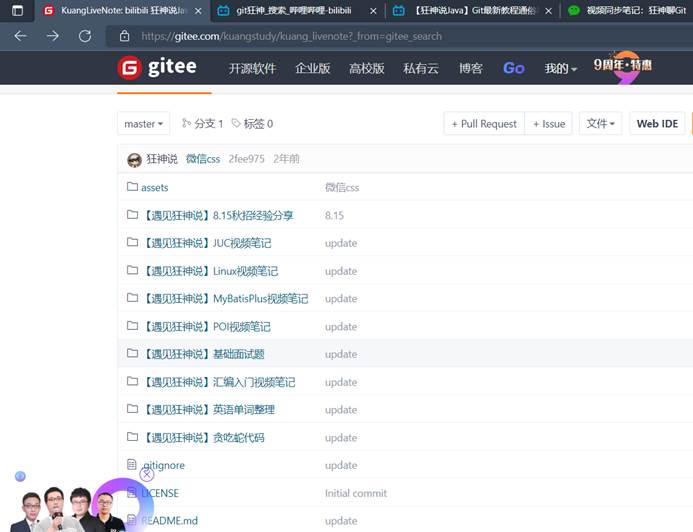 KuangLiveNote: bilibili 狂神说Ja
git狂神_搜索_哔哩哔哩-bilibili
【狂神说Java】Git最新教程通俗
视频同步笔记：狂神聊Git
https://gitee.com/kuangstudy/kuang_livenote?_from=gitee_search
G gitee 开源软件 企业版 高校版 私有云 博客 Go 我的 9周年·特惠
master 分支 1 标签 0 + Pull Request + Issue 文件 Web IDE
狂神说 微信css 2fee975 2年前
assets 微信css
【遇见狂神说】8.15秋招经验分享 8.15
【遇见狂神说】JUC视频笔记 update
【遇见狂神说】Linux视频笔记 update
【遇见狂神说】MyBatisPlus视频笔记 update
【遇见狂神说】POI视频笔记 update
【遇见狂神说】基础面试题 update
【遇见狂神说】汇编入门视频笔记 update
【遇见狂神说】英语单词整理 update
【遇见狂神说】贪吃蛇代码 update
.gitignore update
LICENSE Initial commit
README.md update